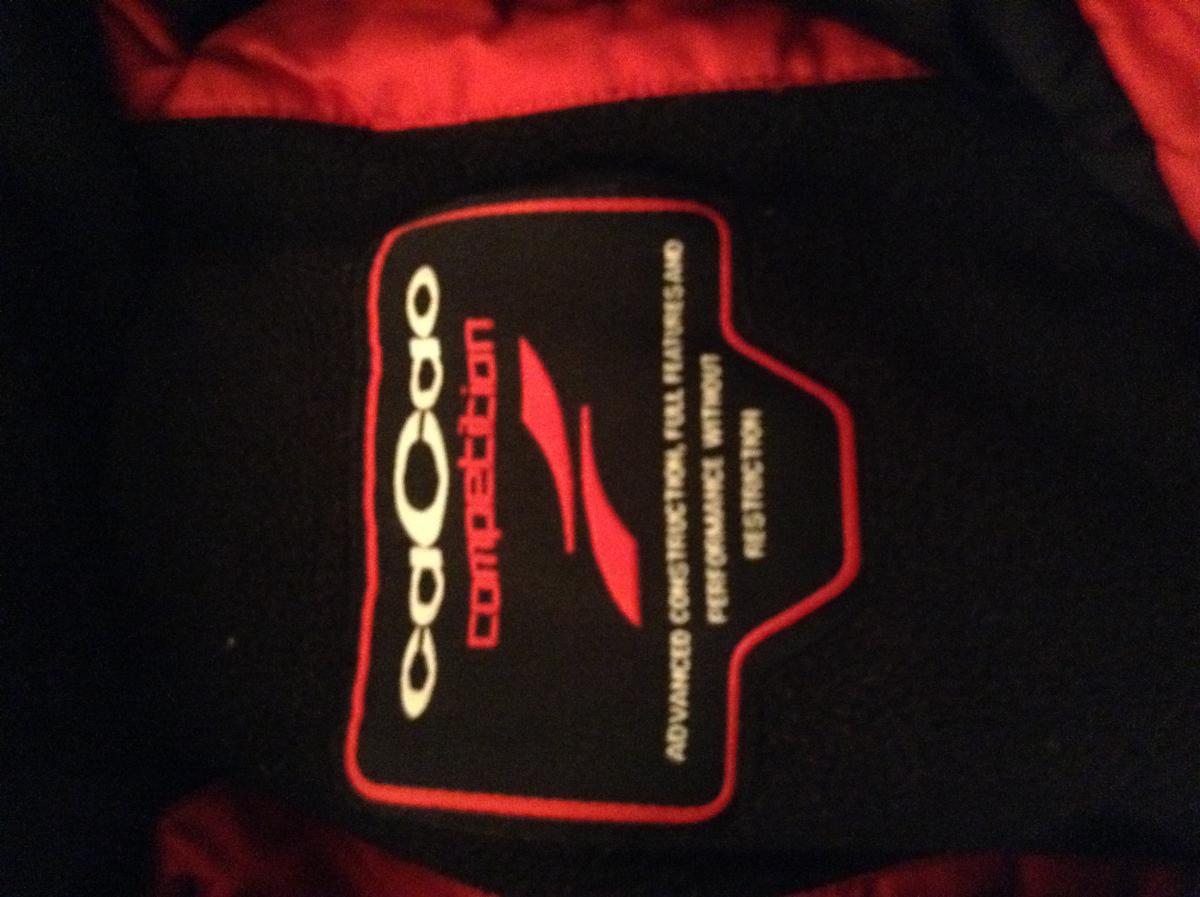 caCao
competition
ADVANCED CONSTRUCTION, FULL FEATURES AND
PERFORMANCE WITHOUT
RESTRICTION